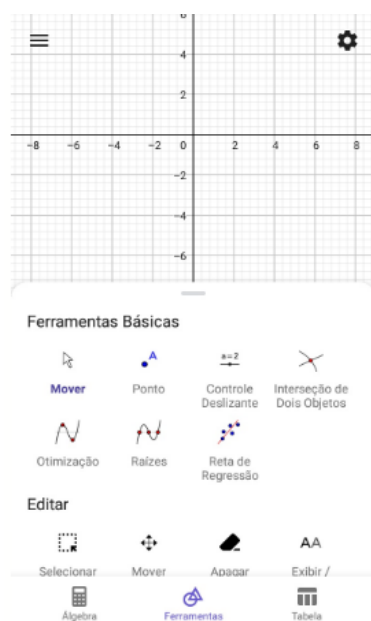 4
2
-8 -6 -4 -2 0 2 4 6 8
-2
-4
-6
Ferramentas Básicas
A
a=2
Mover Ponto Controle Deslizante Interseção de Dois Objetos
Otimização Raízes Reta de Regressão
Editar
AA
Selecionar Mover Apagar Exibir /
Álgebra Ferramentas Tabela